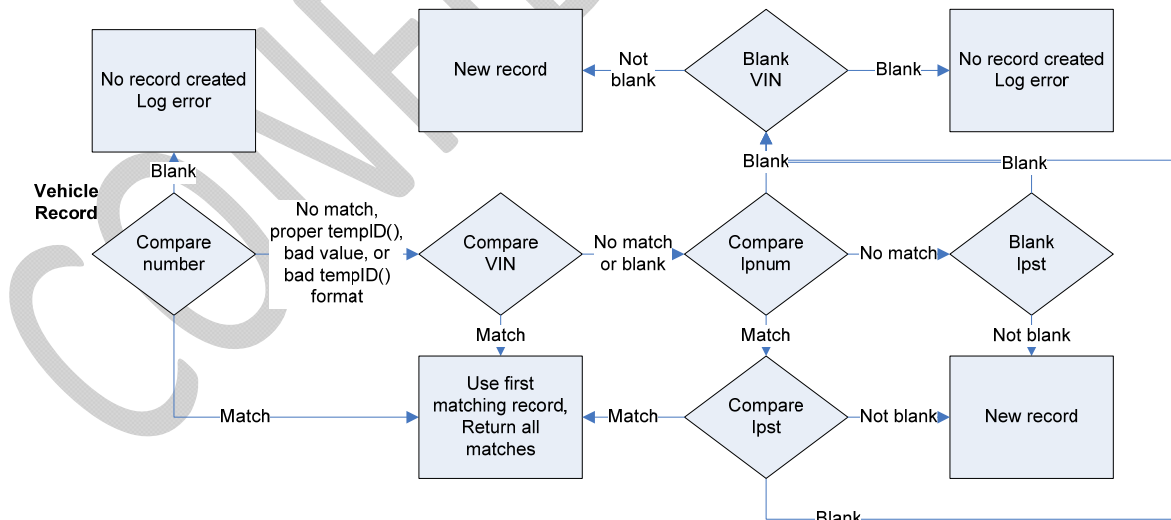 No record created
Log error
New record
Not
blank
Blank
VIN
Blank
No record created
Log error
Blank
Blank
Blank
Vehicle
Record
Compare
number
No match,
proper tempID(),
bad value, or
bad tempID()
format
Compare
VIN
No match
or blank
Compare
lpnum
No match
Blank
lpst
Match
Match
Not blank
Match
Use first
matching record,
Return all
matches
Match
Compare
lpst
Not blank
New record
Blank